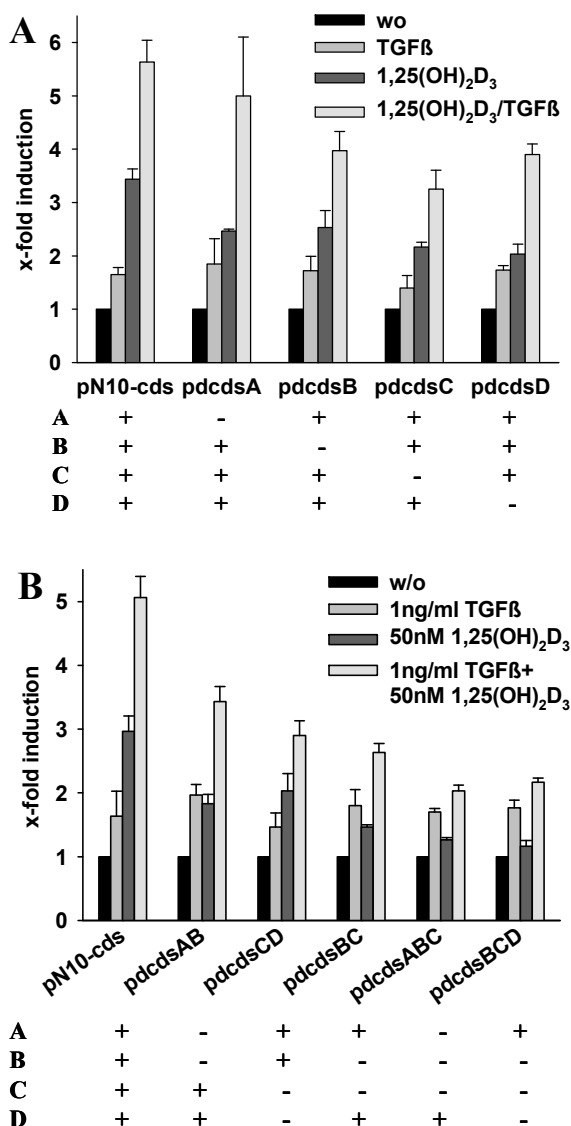 A
wo
TGFß
1,25(OH)₂D₃
1,25(OH)₂D₃/TGFß
x-fold induction
6
5
4
3
2
1
0
pN10-cds pdcdsA pdcdsB pdcdsC pdcdsD
A + - + + +
B + + - + +
C + + + - +
D + + + + -
B
w/o
1ng/ml TGFß
50nM 1,25(OH)₂D₃
1ng/ml TGFß+
50nM 1,25(OH)₂D₃
x-fold induction
5
4
3
2
1
0
pN10-cds pdcdsAB pdcdsCD pdcdsBC pdcdsABC pdcdsBCD
A + - + + - +
B + - + - - -
C + + - - - -
D + + - + + -